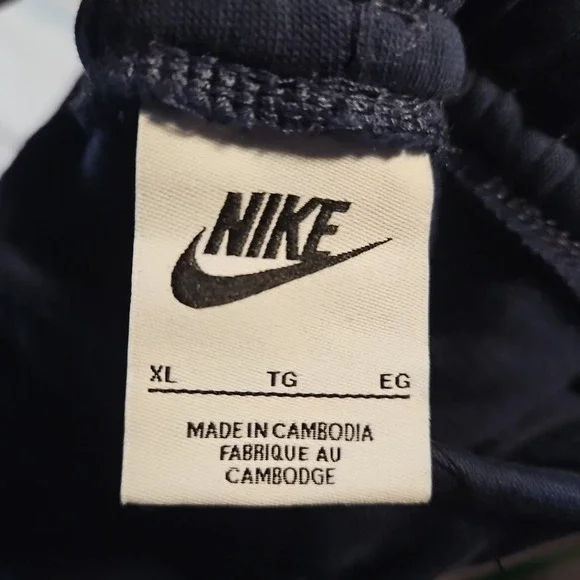 NIKE
XL TG EG
MADE IN CAMBODIA
FABRIQUE AU
CAMBODGE